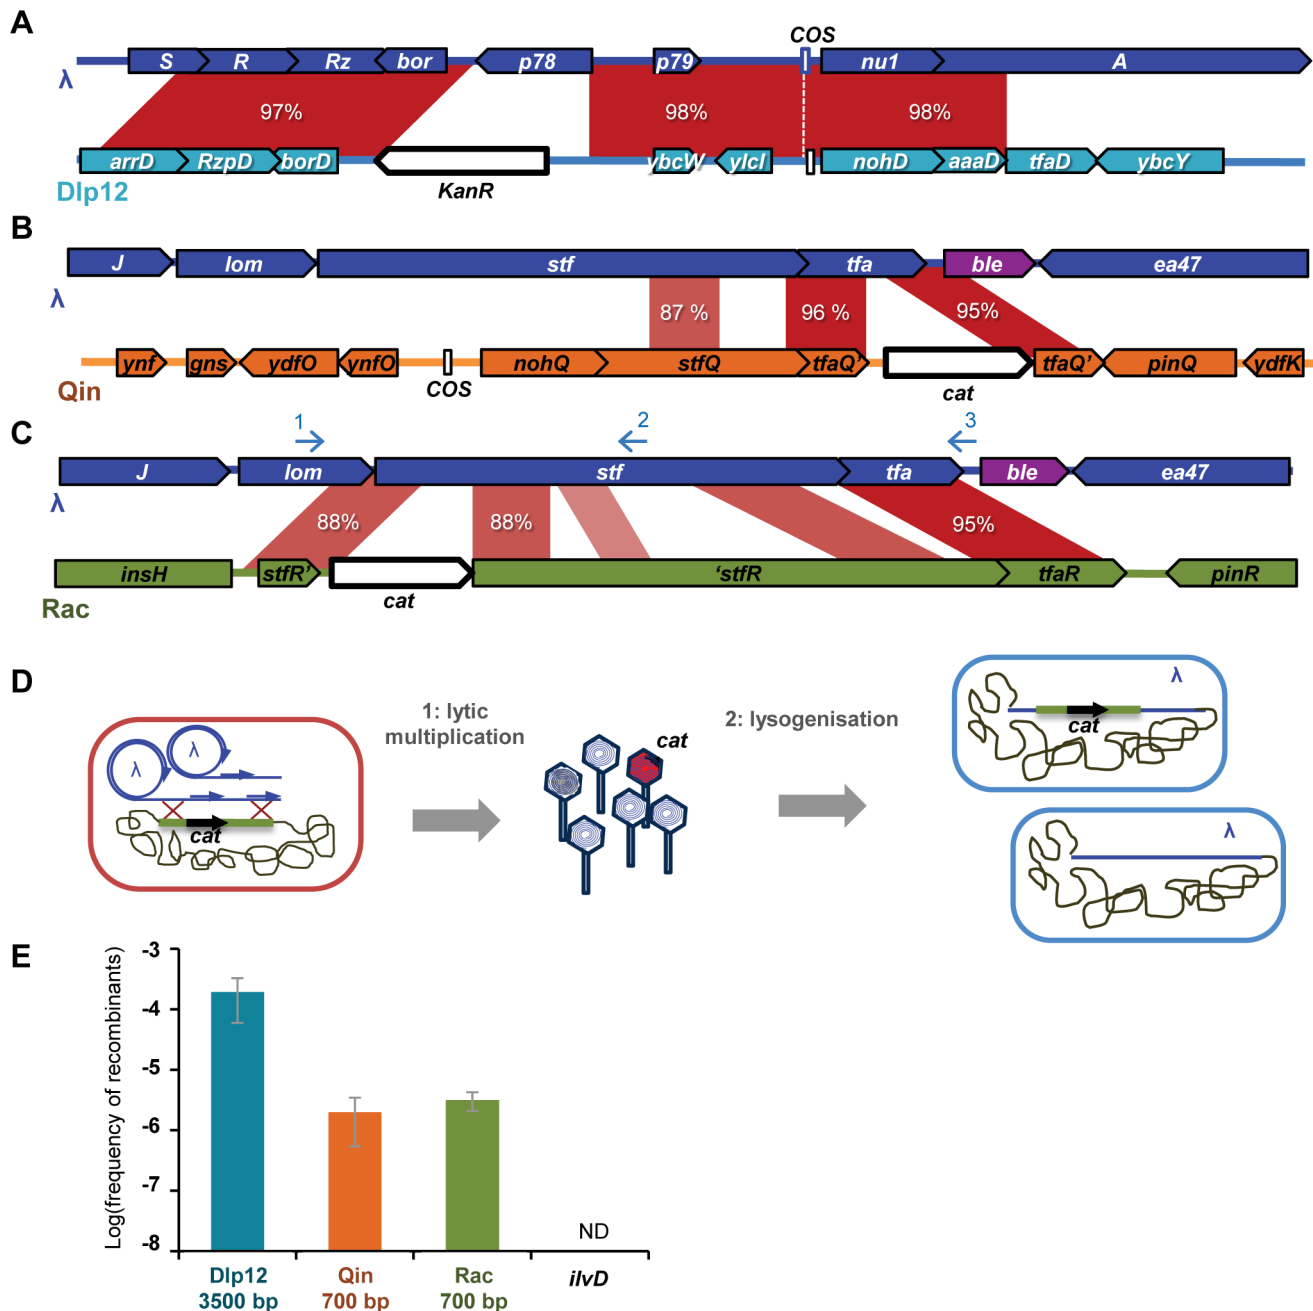 A
COS
S R Rz bor p78 p79 nu1 A
λ
97% 98% 98%
arrD RzpD borD ybcW ylcI nohD aaaD tfaD ybcY
KanR
Dlp12
B
J lom stf tfa ble ea47
λ
87 % 96 % 95%
ynf gns ydfO ynfO nohQ stfQ tfaQ' tfaQ' pinQ ydfK
COS
cat
Qin
C
1 2 3
J lom stf tfa ble ea47
λ
88% 88% 95%
insH stfR' 'stfR tfaR pinR
cat
Rac
D
1: lytic
multiplication
2: lysogenisation
λ
λ
cat
cat
λ
cat
λ
E
Log(frequency of recombinants)
-3
-4
-5
-6
-7
-8
ND
Dlp12 Qin Rac ilvD
3500 bp 700 bp 700 bp